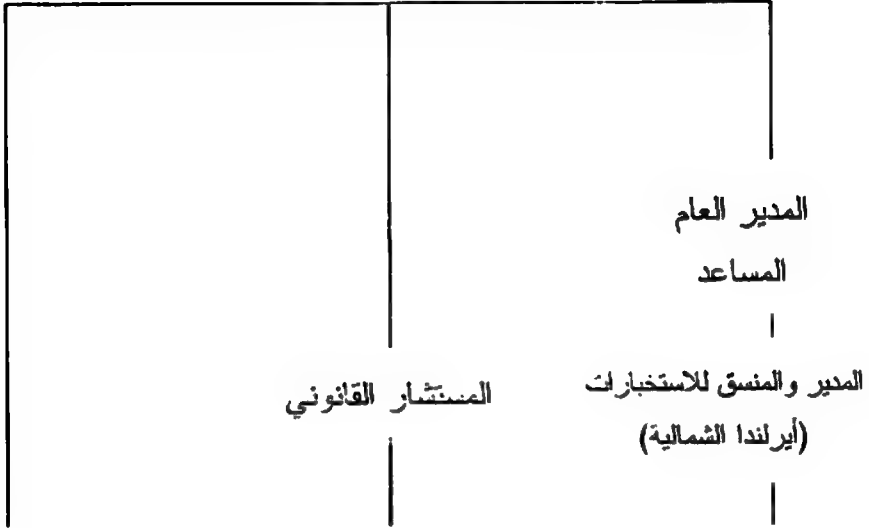 المدير العام
المساعد
المدير والمنسق للاستخبارات
(أيرلندا الشمالية)
المستشار القانوني